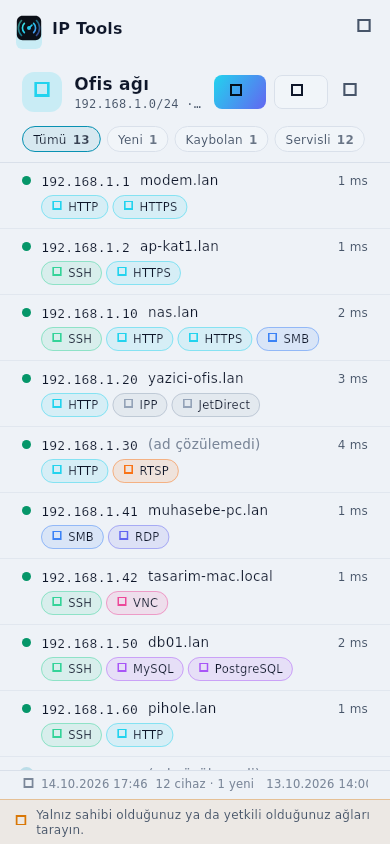 IP Tools
Ofis ağı
192.168.1.0/24 ·…
Tümü 13 Yeni 1 Kaybolan 1 Servisli 12
192.168.1.1 modem.lan 1 ms
HTTP HTTPS
192.168.1.2 ap-kat1.lan 1 ms
SSH HTTPS
192.168.1.10 nas.lan 2 ms
SSH HTTP HTTPS SMB
192.168.1.20 yazici-ofis.lan 3 ms
HTTP IPP JetDirect
192.168.1.30 (ad çözülemedi) 4 ms
HTTP RTSP
192.168.1.41 muhasebe-pc.lan 1 ms
SMB RDP
192.168.1.42 tasarim-mac.local 1 ms
SSH VNC
192.168.1.50 db01.lan 2 ms
SSH MySQL PostgreSQL
192.168.1.60 pihole.lan 1 ms
SSH HTTP
14.10.2026 17:46 12 cihaz · 1 yeni 13.10.2026 14:00
Yalnız sahibi olduğunuz ya da yetkili olduğunuz ağları
tarayın.